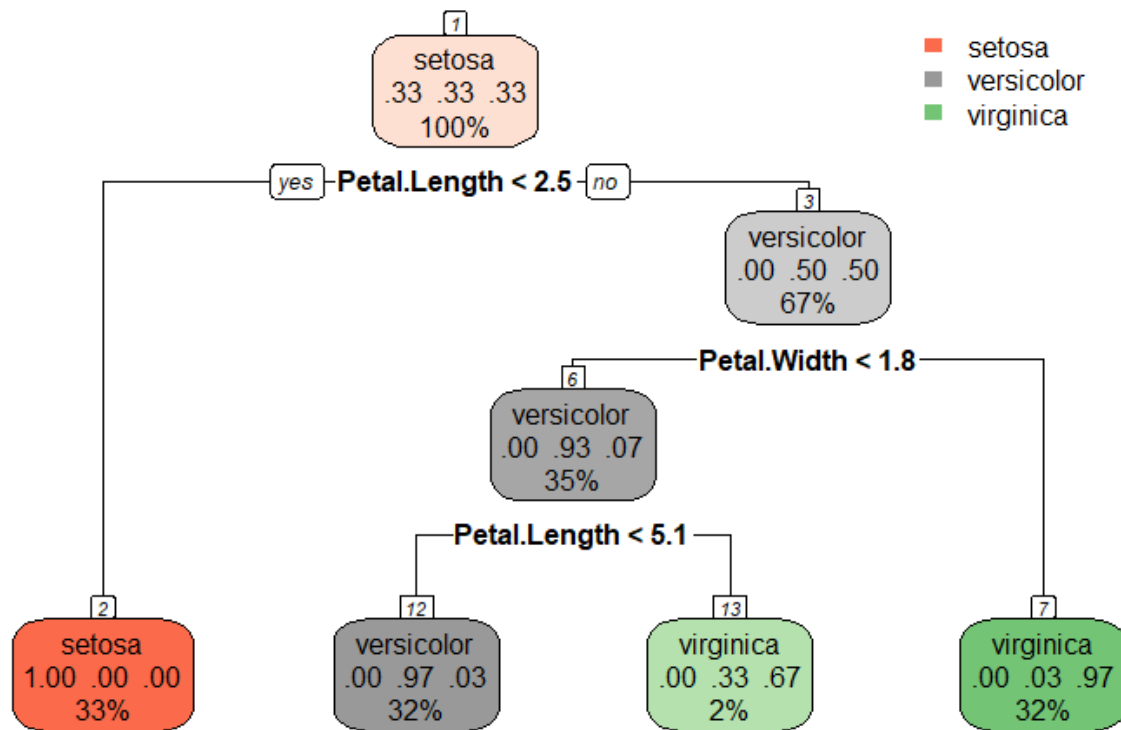 1
setosa
.33 .33 .33
100%
setosa
versicolor
virginica
yes Petal.Length < 2.5 no
3
versicolor
.00 .50 .50
67%
Petal.Width < 1.8
6
versicolor
.00 .93 .07
35%
Petal.Length < 5.1
2
setosa
1.00 .00 .00
33%
12
versicolor
.00 .97 .03
32%
13
virginica
.00 .33 .67
2%
7
virginica
.00 .03 .97
32%